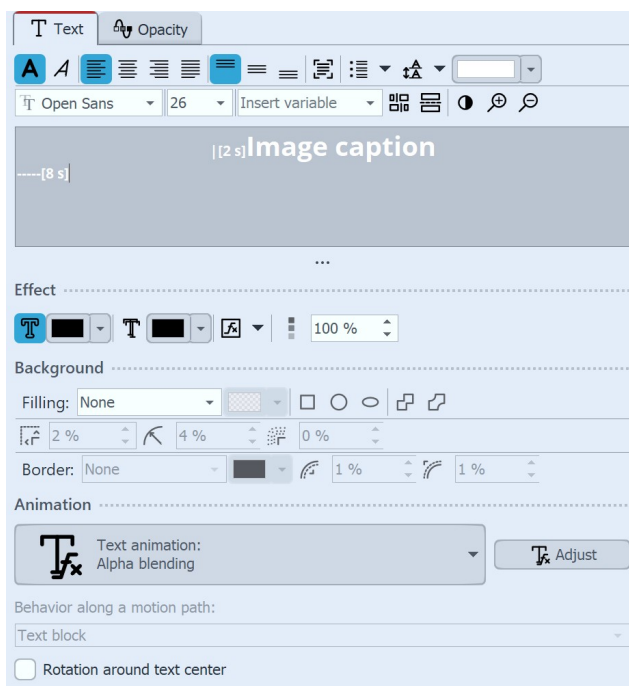 Text Opacity
Open Sans 26 Insert variable
|[2 s]Image caption
-----[8 s]
...
Effect
100 %
Background
Filling: None
2 % 4 % 0 %
Border: None 1 % 1 %
Animation
Text animation:
Alpha blending
Adjust
Behavior along a motion path:
Text block
Rotation around text center